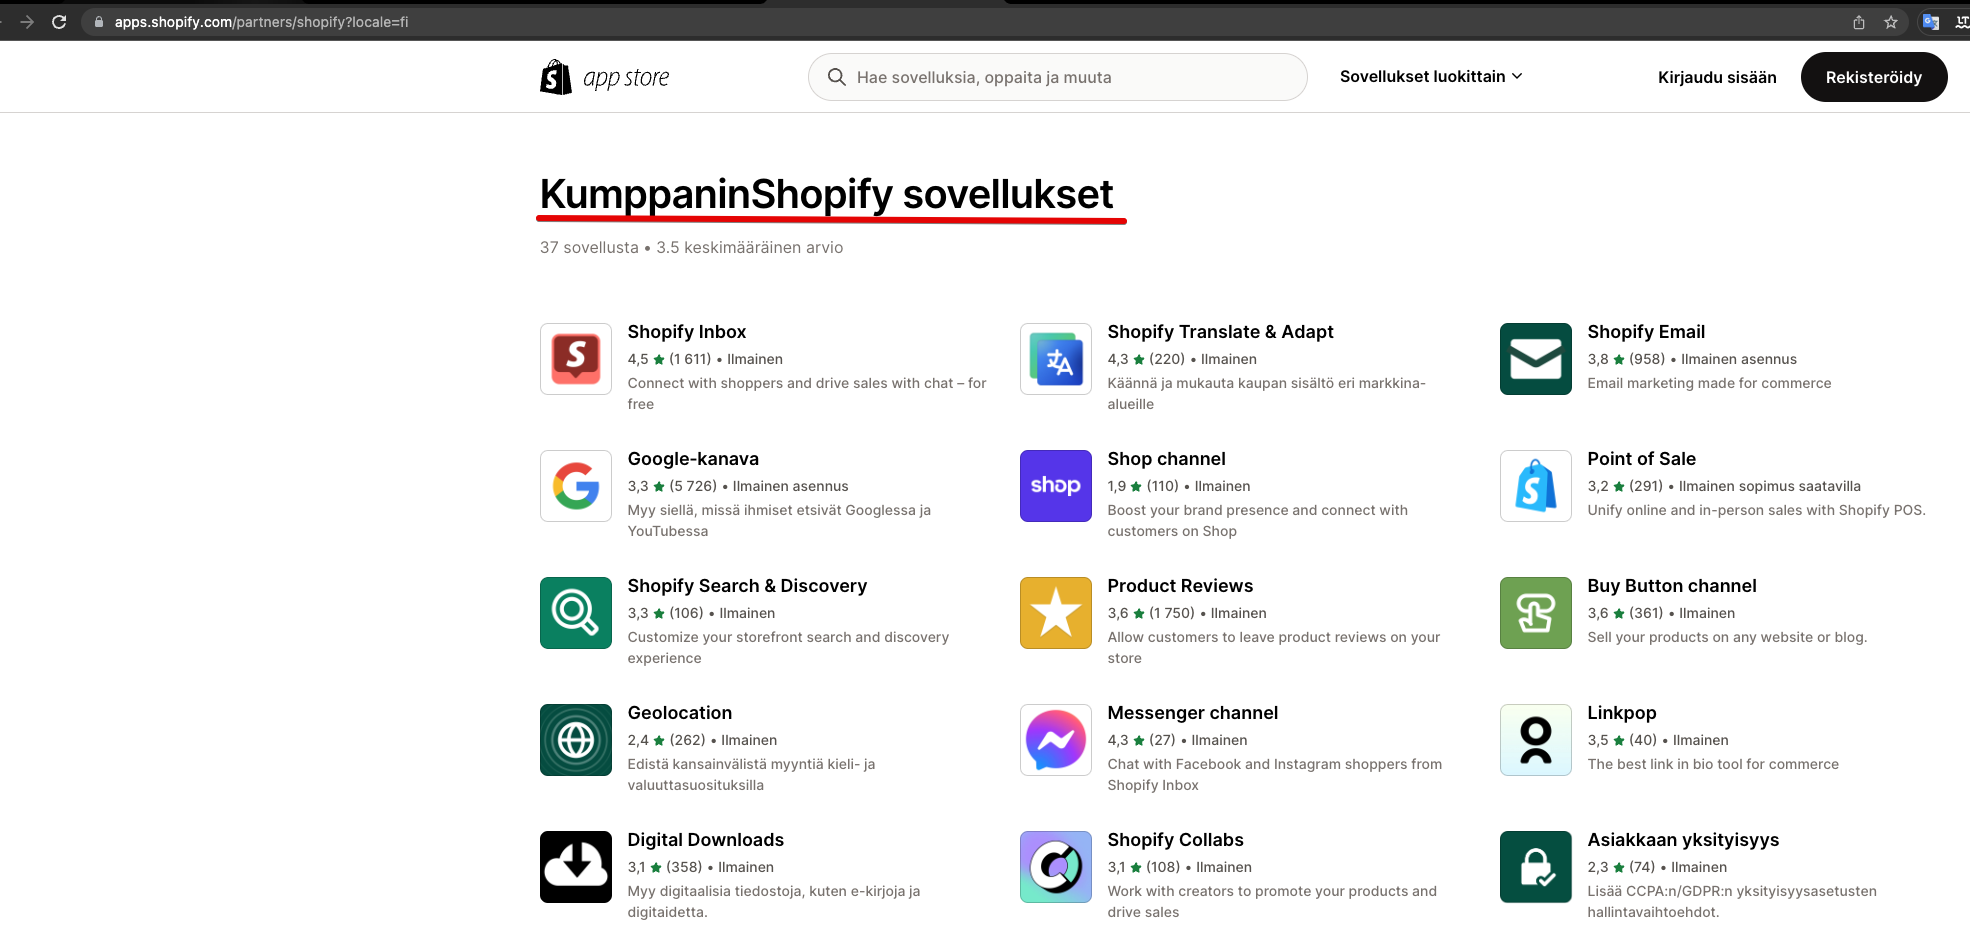 apps.shopify.com/partners/shopify?locale=fi
app store
Hae sovelluksia, oppaita ja muuta
Sovellukset luokittain
Kirjaudu sisään
Rekisteröidy
KumppaninShopify sovellukset
37 sovellusta • 3.5 keskimääräinen arvio
Shopify Inbox
4,5 ★ (1 611) • Ilmainen
Connect with shoppers and drive sales with chat – for
free
Shopify Translate & Adapt
4,3 ★ (220) • Ilmainen
Käännä ja mukauta kaupan sisältö eri markkina-
alueille
Shopify Email
3,8 ★ (958) • Ilmainen asennus
Email marketing made for commerce
Google-kanava
3,3 ★ (5 726) • Ilmainen asennus
Myy siellä, missä ihmiset etsivät Googlessa ja
YouTubessa
shop
Shop channel
1,9 ★ (110) • Ilmainen
Boost your brand presence and connect with
customers on Shop
Point of Sale
3,2 ★ (291) • Ilmainen sopimus saatavilla
Unify online and in-person sales with Shopify POS.
Shopify Search & Discovery
3,3 ★ (106) • Ilmainen
Customize your storefront search and discovery
experience
Product Reviews
3,6 ★ (1 750) • Ilmainen
Allow customers to leave product reviews on your
store
Buy Button channel
3,6 ★ (361) • Ilmainen
Sell your products on any website or blog.
Geolocation
2,4 ★ (262) • Ilmainen
Edistä kansainvälistä myyntiä kieli- ja
valuuttasuosituksilla
Messenger channel
4,3 ★ (27) • Ilmainen
Chat with Facebook and Instagram shoppers from
Shopify Inbox
Linkpop
3,5 ★ (40) • Ilmainen
The best link in bio tool for commerce
Digital Downloads
3,1 ★ (358) • Ilmainen
Myy digitaalisia tiedostoja, kuten e-kirjoja ja
digitaidetta.
Shopify Collabs
3,1 ★ (108) • Ilmainen
Work with creators to promote your products and
drive sales
Asiakkaan yksityisyys
2,3 ★ (74) • Ilmainen
Lisää CCPA:n/GDPR:n yksityisyysasetusten
hallintavaihtoehdot.